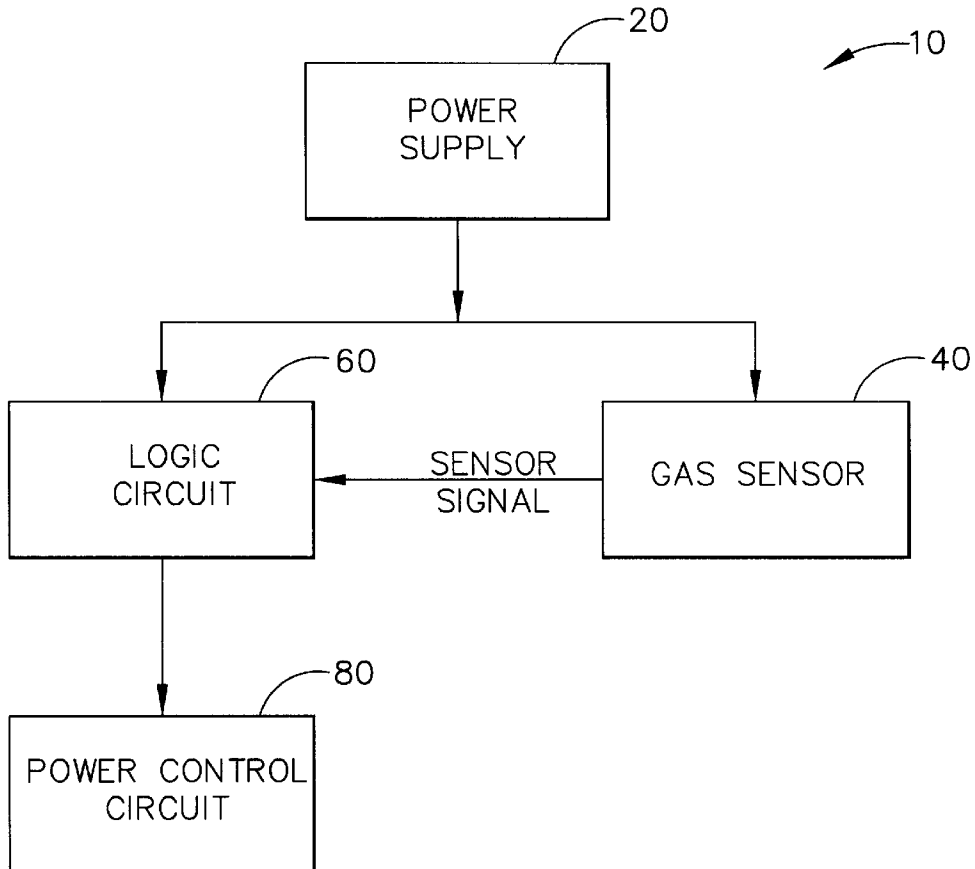 20
10
POWER
SUPPLY
60
40
LOGIC
CIRCUIT
SENSOR
SIGNAL
GAS SENSOR
80
POWER CONTROL
CIRCUIT